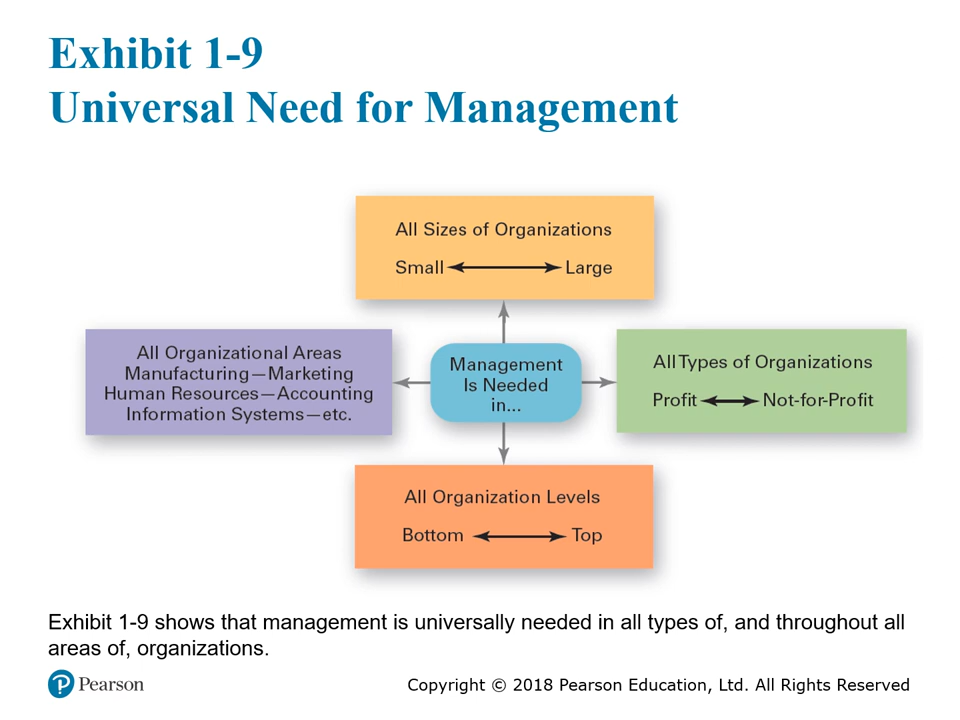 Exhibit 1-9
Universal Need for Management
All Sizes of Organizations
Small Large
All Organizational Areas
Manufacturing—Marketing
Human Resources—Accounting
Information Systems—etc.
Management
Is Needed
in...
All Types of Organizations
Profit Not-for-Profit
All Organization Levels
Bottom Top
Exhibit 1-9 shows that management is universally needed in all types of, and throughout all
areas of, organizations.
P Pearson
Copyright © 2018 Pearson Education, Ltd. All Rights Reserved